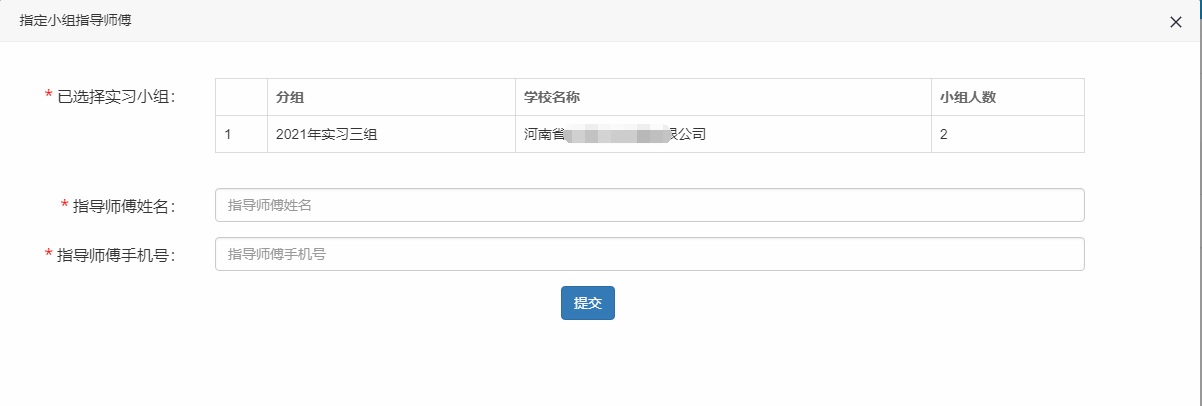 指定小组指导师傅
* 已选择实习小组：
分组 学校名称 小组人数
1 2021年实习三组 河南省 限公司 2
* 指导师傅姓名： 指导师傅姓名
* 指导师傅手机号： 指导师傅手机号
提交